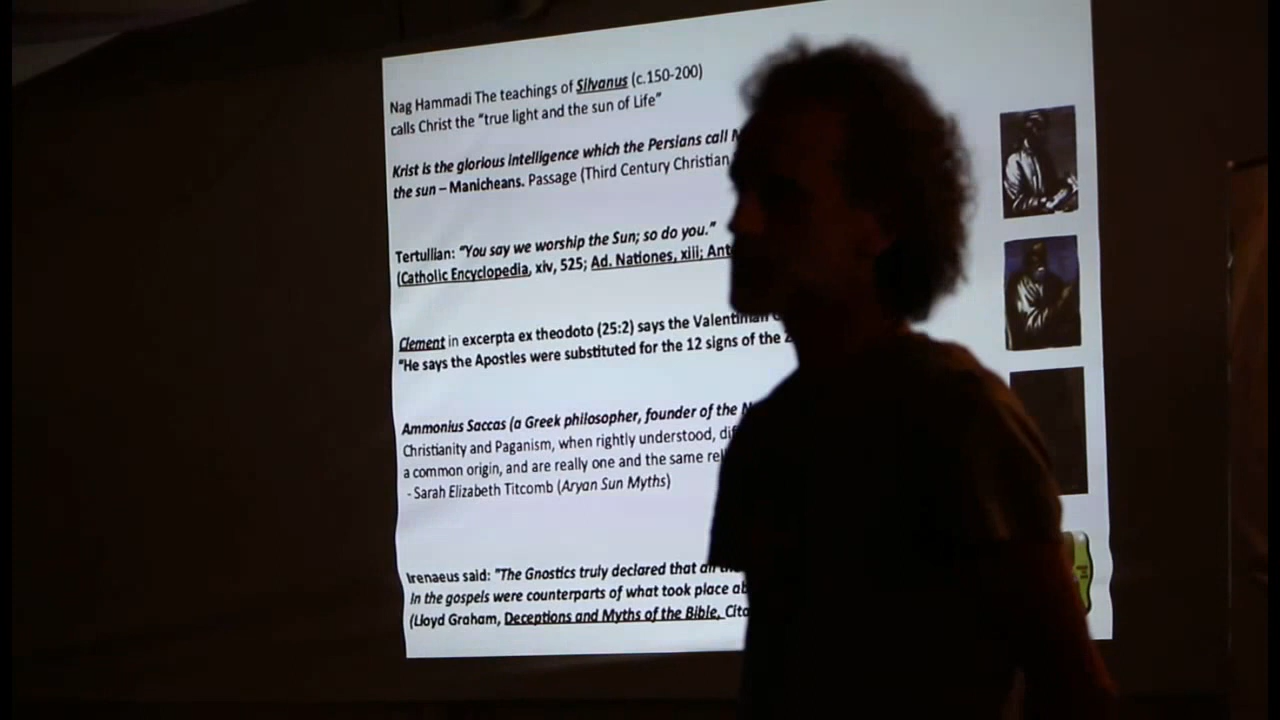 Nag Hammadi The teachings of Silvanus (c.150-200)
calls Christ the "true light and the sun of Life"
Krist is the glorious intelligence which the Persians call
the sun – Manicheans. Passage (Third Century Christian
Tertullian: "You say we worship the Sun; so do you."
(Catholic Encyclopedia, xiv, 525; Ad. Nationes, xiii; Ant
Clement in excerpta ex theodoto (25:2) says the Valentinian
"He says the Apostles were substituted for the 12 signs of the
Ammonius Saccas (a Greek philosopher, founder of the
Christianity and Paganism, when rightly understood,
a common origin, and are really one and the same
- Sarah Elizabeth Titcomb (Aryan Sun Myths)
Irenaeus said: "The Gnostics truly declared that all
In the gospels were counterparts of what took place
(Lloyd Graham, Deceptions and Myths of the Bible,